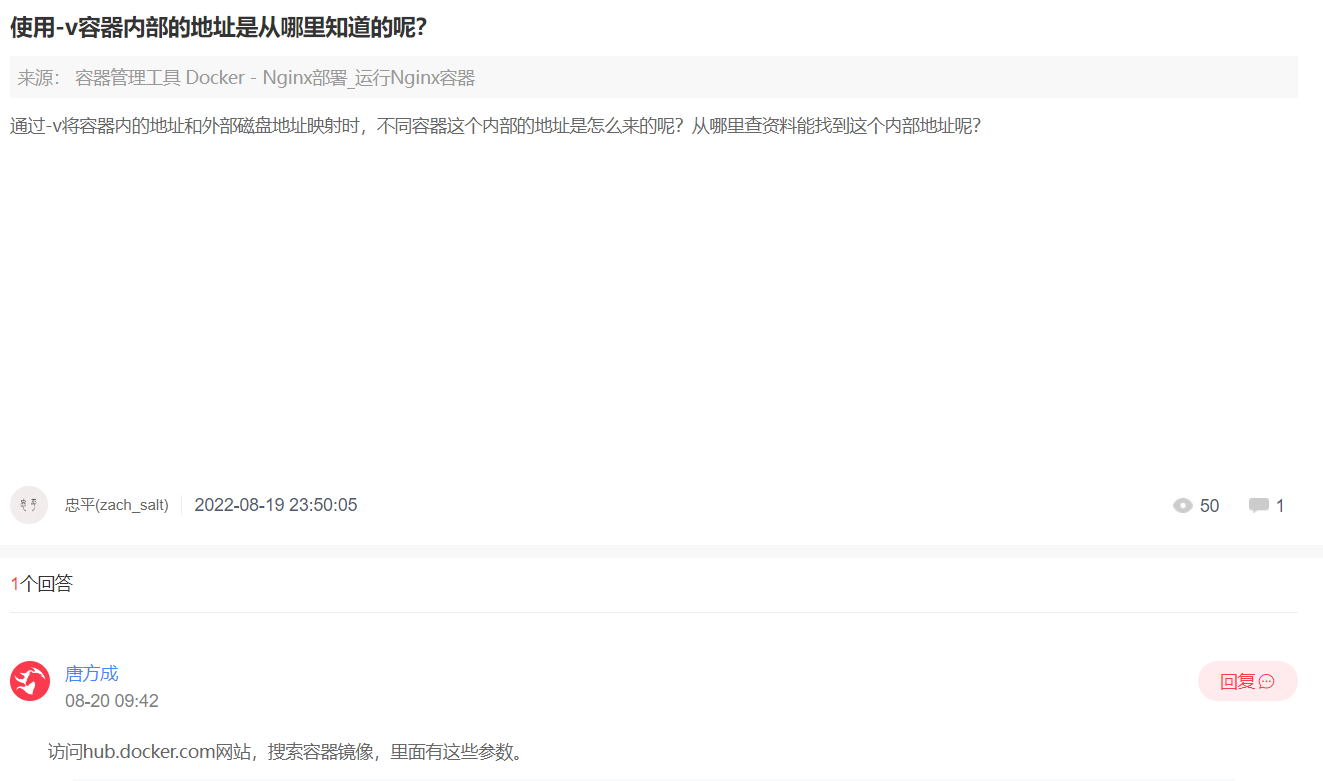 使用-v容器内部的地址是从哪里知道的呢？
来源： 容器管理工具 Docker - Nginx部署_运行Nginx容器
通过-v将容器内的地址和外部磁盘地址映射时，不同容器这个内部的地址是怎么来的呢？从哪里查资料能找到这个内部地址呢？
忠平(zach_salt) 2022-08-19 23:50:05 50 1
1个回答
唐方成
回复
08-20 09:42
访问hub.docker.com网站，搜索容器镜像，里面有这些参数。